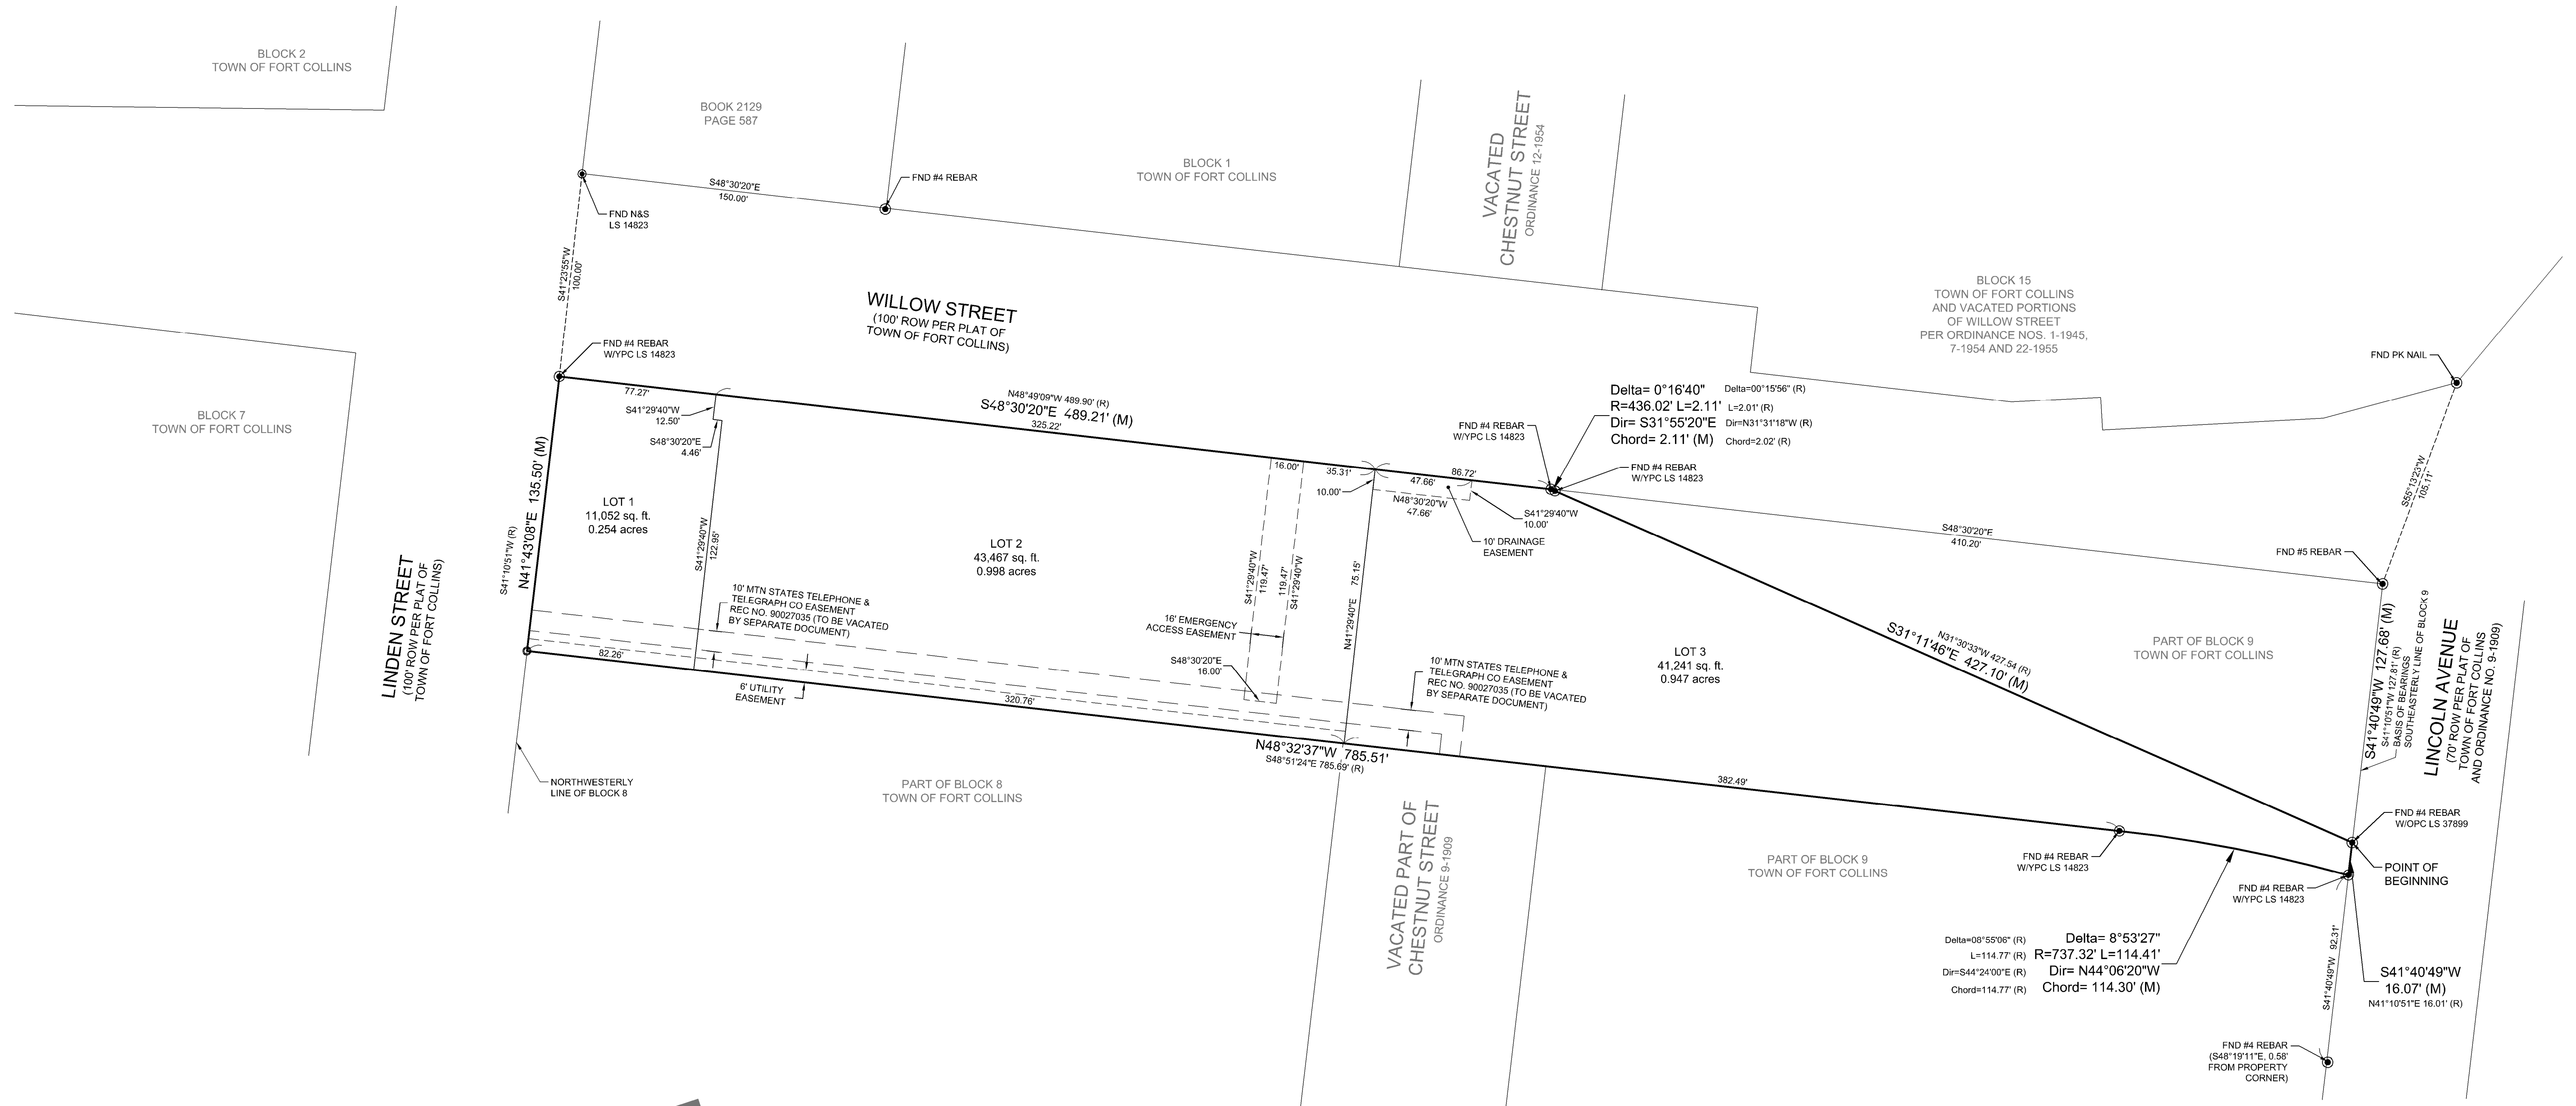 BLOCK 2
TOWN OF FORT COLLINS
BOOK 2129
PAGE 587
BLOCK 1
TOWN OF FORT COLLINS
VACATED
CHESTNUT STREET
ORDINANCE 12-1954
S48°30'20"E
150.00'
FND #4 REBAR
FND N&S
LS 14823
S41°23'55"W
100.00'
WILLOW STREET
(100' ROW PER PLAT OF
TOWN OF FORT COLLINS)
BLOCK 15
TOWN OF FORT COLLINS
AND VACATED PORTIONS
OF WILLOW STREET
PER ORDINANCE NOS. 1-1945,
7-1954 AND 22-1955
FND PK NAIL
FND #4 REBAR
W/YPC LS 14823
BLOCK 7
TOWN OF FORT COLLINS
77.27'
S41°29'40"W
12.50'
S48°30'20"E
4.46'
N48°49'09"W 489.90' (R)
S48°30'20"E 489.21' (M)
325.22'
Delta= 0°16'40" Delta=00°15'56" (R)
R=436.02' L=2.11' L=2.01' (R)
Dir= S31°55'20"E Dir=N31°31'18"W (R)
Chord= 2.11' (M) Chord=2.02' (R)
FND #4 REBAR
W/YPC LS 14823
FND #4 REBAR
W/YPC LS 14823
16.00'
35.31'
86.72'
47.66'
10.00'
N48°30'20"W
47.66'
S41°29'40"W
10.00'
10' DRAINAGE
EASEMENT
S55°13'23"W
105.11'
S48°30'20"E
410.20'
FND #5 REBAR
S41°10'51"W (R)
N41°43'08"E 135.50' (M)
LOT 1
11,052 sq. ft.
0.254 acres
S41°29'40"W
122.95'
LOT 2
43,467 sq. ft.
0.998 acres
S41°29'40"W
119.47'
119.47'
S41°29'40"W
N41°29'40"E 75.15'
LINDEN STREET
(100' ROW PER PLAT OF
TOWN OF FORT COLLINS)
10' MTN STATES TELEPHONE &
TELEGRAPH CO EASEMENT
REC NO. 90027035 (TO BE VACATED
BY SEPARATE DOCUMENT)
16' EMERGENCY
ACCESS EASEMENT
S48°30'20"E
16.00'
LOT 3
41,241 sq. ft.
0.947 acres
10' MTN STATES TELEPHONE &
TELEGRAPH CO EASEMENT
REC NO. 90027035 (TO BE VACATED
BY SEPARATE DOCUMENT)
N31°30'33"W 427.54 (R)
S31°11'46"E 427.10' (M)
PART OF BLOCK 9
TOWN OF FORT COLLINS
S41°40'49"W 127.68' (M)
S41°10'51"W 127.81' (R)
BASIS OF BEARINGS
SOUTHEASTERLY LINE OF BLOCK 9
LINCOLN AVENUE
(70' ROW PER PLAT OF
TOWN OF FORT COLLINS
AND ORDINANCE NO. 9-1909)
82.26'
6' UTILITY
EASEMENT
320.76'
N48°32'37"W 785.51'
S48°51'24"E 785.69' (R)
382.49'
NORTHWESTERLY
LINE OF BLOCK 8
PART OF BLOCK 8
TOWN OF FORT COLLINS
VACATED PART OF
CHESTNUT STREET
ORDINANCE 9-1909
PART OF BLOCK 9
TOWN OF FORT COLLINS
FND #4 REBAR
W/YPC LS 14823
FND #4 REBAR
W/OPC LS 37899
POINT OF
BEGINNING
FND #4 REBAR
W/YPC LS 14823
Delta=08°55'06" (R) Delta= 8°53'27"
L=114.77' (R) R=737.32' L=114.41'
Dir=S44°24'00"E (R) Dir= N44°06'20"W
Chord=114.77' (R) Chord= 114.30' (M)
S41°40'49"W 92.31'
S41°40'49"W
16.07' (M)
N41°10'51"E 16.01' (R)
FND #4 REBAR
(S48°19'11"E, 0.58'
FROM PROPERTY
CORNER)